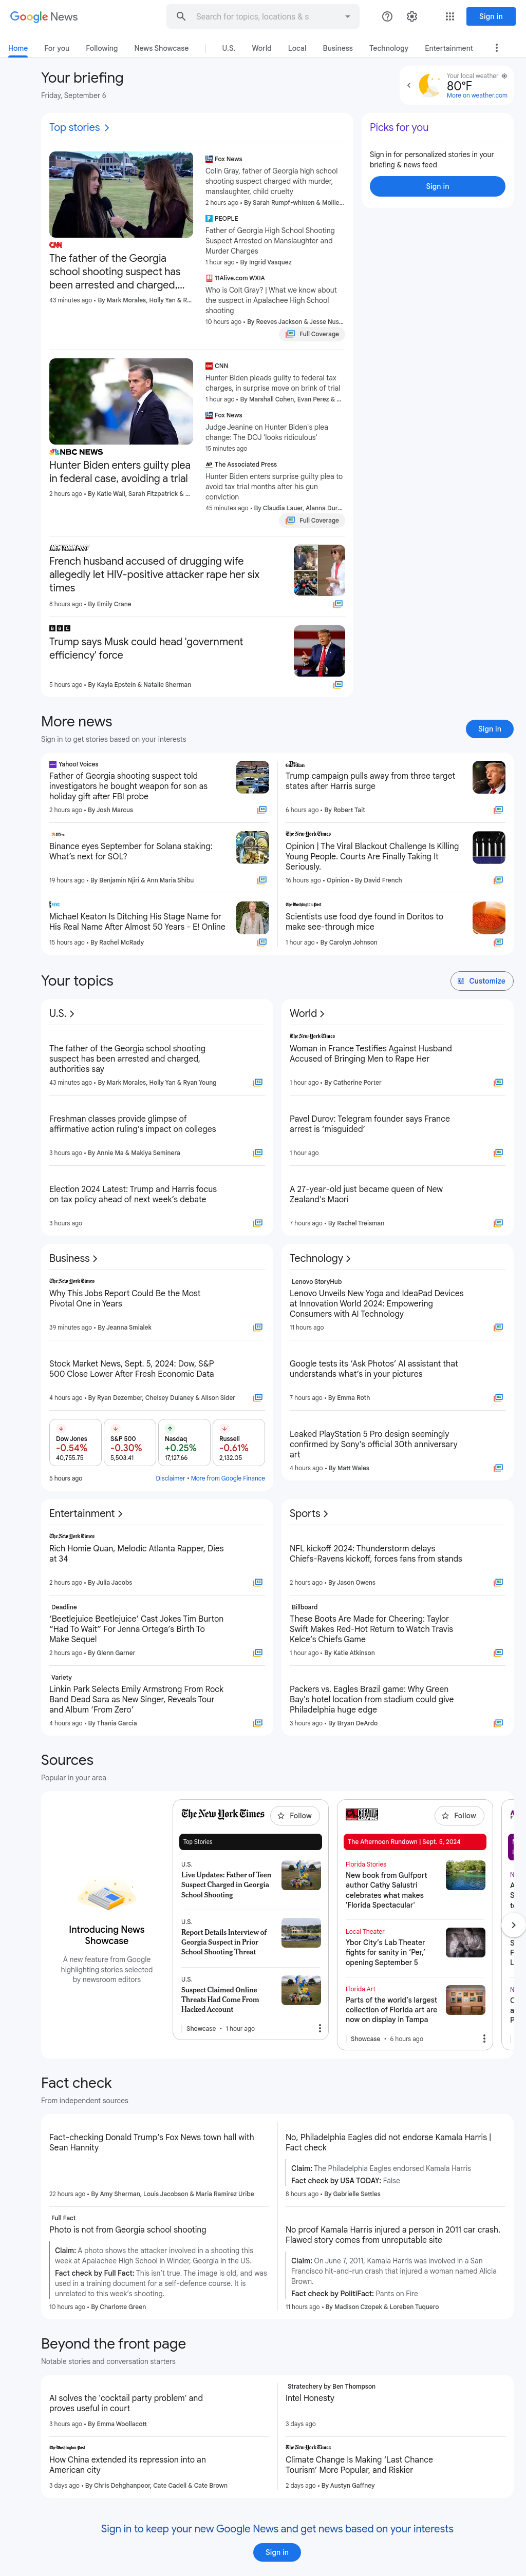 Google News
Search for topics, locations & s
Sign in
Home
For you
Following
News Showcase
U.S.
World
Local
Business
Technology
Entertainment
Your briefing
Friday, September 6
Your local weather
80°F
More on weather.com
Top stories
CNN
The father of the Georgia
school shooting suspect has
been arrested and charged,...
43 minutes ago • By Mark Morales, Holly Yan & R...
Fox News
Colin Gray, father of Georgia high school
shooting suspect charged with murder,
manslaughter, child cruelty
2 hours ago • By Sarah Rumpf-whitten & Mollie...
PEOPLE
Father of Georgia High School Shooting
Suspect Arrested on Manslaughter and
Murder Charges
1 hour ago • By Ingrid Vasquez
11Alive.com WXIA
Who is Colt Gray? | What we know about
the suspect in Apalachee High School
shooting
10 hours ago • By Reeves Jackson & Jesse Nus...
Full Coverage
Picks for you
Sign in for personalized stories in your
briefing & news feed
Sign in
NBC NEWS
Hunter Biden enters guilty plea
in federal case, avoiding a trial
2 hours ago • By Katie Wall, Sarah Fitzpatrick & ...
CNN
Hunter Biden pleads guilty to federal tax
charges, in surprise move on brink of trial
1 hour ago • By Marshall Cohen, Evan Perez & ...
Fox News
Judge Jeanine on Hunter Biden's plea
change: The DOJ 'looks ridiculous'
15 minutes ago
The Associated Press
Hunter Biden enters surprise guilty plea to
avoid tax trial months after his gun
conviction
45 minutes ago • By Claudia Lauer, Alanna Dur...
Full Coverage
NEW YORK POST
French husband accused of drugging wife
allegedly let HIV-positive attacker rape her six
times
8 hours ago • By Emily Crane
BBC
Trump says Musk could head 'government
efficiency' force
5 hours ago • By Kayla Epstein & Natalie Sherman
More news
Sign in to get stories based on your interests
Sign in
Yahoo! Voices
Father of Georgia shooting suspect told
investigators he bought weapon for son as
holiday gift after FBI probe
2 hours ago • By Josh Marcus
The Guardian
Trump campaign pulls away from three target
states after Harris surge
6 hours ago • By Robert Tait
Binance eyes September for Solana staking:
What's next for SOL?
19 hours ago • By Benjamin Njiri & Ann Maria Shibu
The New York Times
Opinion | The Viral Blackout Challenge Is Killing
Young People. Courts Are Finally Taking It
Seriously.
16 hours ago • Opinion • By David French
Michael Keaton Is Ditching His Stage Name for
His Real Name After Almost 50 Years - E! Online
15 hours ago • By Rachel McRady
The Washington Post
Scientists use food dye found in Doritos to
make see-through mice
1 hour ago • By Carolyn Johnson
Your topics
Customize
U.S.
The father of the Georgia school shooting
suspect has been arrested and charged,
authorities say
43 minutes ago • By Mark Morales, Holly Yan & Ryan Young
Freshman classes provide glimpse of
affirmative action ruling's impact on colleges
3 hours ago • By Annie Ma & Makiya Seminera
Election 2024 Latest: Trump and Harris focus
on tax policy ahead of next week's debate
3 hours ago
World
The New York Times
Woman in France Testifies Against Husband
Accused of Bringing Men to Rape Her
1 hour ago • By Catherine Porter
Pavel Durov: Telegram founder says France
arrest is 'misguided'
1 hour ago
A 27-year-old just became queen of New
Zealand's Maori
7 hours ago • By Rachel Treisman
Business
The New York Times
Why This Jobs Report Could Be the Most
Pivotal One in Years
39 minutes ago • By Jeanna Smialek
Stock Market News, Sept. 5, 2024: Dow, S&P
500 Close Lower After Fresh Economic Data
4 hours ago • By Ryan Dezember, Chelsey Dulaney & Alison Sider
Dow Jones
-0.54%
40,755.75
S&P 500
-0.30%
5,503.41
Nasdaq
+0.25%
17,127.66
Russell
-0.61%
2,132.05
5 hours ago
Disclaimer • More from Google Finance
Technology
Lenovo StoryHub
Lenovo Unveils New Yoga and IdeaPad Devices
at Innovation World 2024: Empowering
Consumers with AI Technology
11 hours ago
Google tests its 'Ask Photos' AI assistant that
understands what's in your pictures
7 hours ago • By Emma Roth
Leaked PlayStation 5 Pro design seemingly
confirmed by Sony's official 30th anniversary
art
4 hours ago • By Matt Wales
Entertainment
The New York Times
Rich Homie Quan, Melodic Atlanta Rapper, Dies
at 34
2 hours ago • By Julia Jacobs
Deadline
'Beetlejuice Beetlejuice' Cast Jokes Tim Burton
"Had To Wait" For Jenna Ortega's Birth To
Make Sequel
2 hours ago • By Glenn Garner
Variety
Linkin Park Selects Emily Armstrong From Rock
Band Dead Sara as New Singer, Reveals Tour
and Album 'From Zero'
4 hours ago • By Thania Garcia
Sports
NFL kickoff 2024: Thunderstorm delays
Chiefs-Ravens kickoff, forces fans from stands
2 hours ago • By Jason Owens
Billboard
These Boots Are Made for Cheering: Taylor
Swift Makes Red-Hot Return to Watch Travis
Kelce's Chiefs Game
1 hour ago • By Katie Atkinson
Packers vs. Eagles Brazil game: Why Green
Bay's hotel location from stadium could give
Philadelphia huge edge
3 hours ago • By Bryan DeArdo
Sources
Popular in your area
Introducing News
Showcase
A new feature from Google
highlighting stories selected
by newsroom editors
The New York Times
Follow
Top Stories
U.S.
Live Updates: Father of Teen
Suspect Charged in Georgia
School Shooting
U.S.
Report Details Interview of
Georgia Suspect in Prior
School Shooting Threat
U.S.
Suspect Claimed Online
Threats Had Come From
Hacked Account
Showcase • 1 hour ago
CREATIVE LOAFING
Follow
The Afternoon Rundown | Sept. 5, 2024
Florida Stories
New book from Gulfport
author Cathy Salustri
celebrates what makes
'Florida Spectacular'
Local Theater
Ybor City's Lab Theater
fights for sanity in 'Per,'
opening September 5
Florida Art
Parts of the world's largest
collection of Florida art are
now on display in Tampa
Showcase • 6 hours ago
Fact check
From independent sources
Fact-checking Donald Trump's Fox News town hall with
Sean Hannity
22 hours ago • By Amy Sherman, Louis Jacobson & Maria Ramirez Uribe
No, Philadelphia Eagles did not endorse Kamala Harris |
Fact check
Claim: The Philadelphia Eagles endorsed Kamala Harris
Fact check by USA TODAY: False
8 hours ago • By Gabrielle Settles
Full Fact
Photo is not from Georgia school shooting
Claim: A photo shows the attacker involved in a shooting this
week at Apalachee High School in Winder, Georgia in the US.
Fact check by Full Fact: This isn't true. The image is old, and was
used in a training document for a self-defence course. It is
unrelated to this week's shooting.
10 hours ago • By Charlotte Green
No proof Kamala Harris injured a person in 2011 car crash.
Flawed story comes from unreputable site
Claim: On June 7, 2011, Kamala Harris was involved in a San
Francisco hit-and-run crash that injured a woman named Alicia
Brown.
Fact check by PolitiFact: Pants on Fire
11 hours ago • By Madison Czopek & Loreben Tuquero
Beyond the front page
Notable stories and conversation starters
AI solves the 'cocktail party problem' and
proves useful in court
3 hours ago • By Emma Woollacott
Stratechery by Ben Thompson
Intel Honesty
3 days ago
The Washington Post
How China extended its repression into an
American city
3 days ago • By Chris Dehghanpoor, Cate Cadell & Cate Brown
The New York Times
Climate Change Is Making 'Last Chance
Tourism' More Popular, and Riskier
2 days ago • By Austyn Gaffney
Sign in to keep your new Google News and get news based on your interests
Sign in